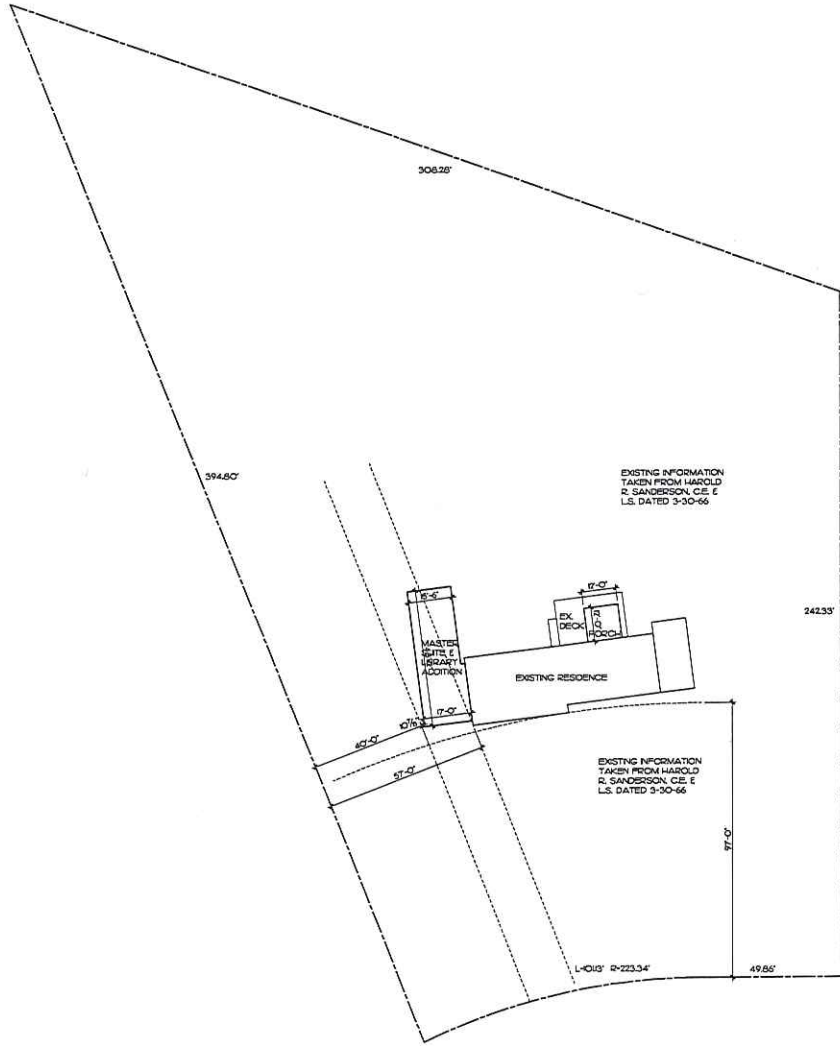 308.28'
394.80'
EXISTING INFORMATION
TAKEN FROM HAROLD
R. SANDERSON, C.E. &
L.S. DATED 3-30-66
17'-0"
15'-6"
242.33'
EX.
DECK
PORCH
MASTER
SUITE &
LIBRARY
ADDITION
EXISTING RESIDENCE
17'-0"
40'-0"
57'-0"
EXISTING INFORMATION
TAKEN FROM HAROLD
R. SANDERSON, C.E. &
L.S. DATED 3-30-66
97'-0"
L=101.13' R=223.34'
49.86'